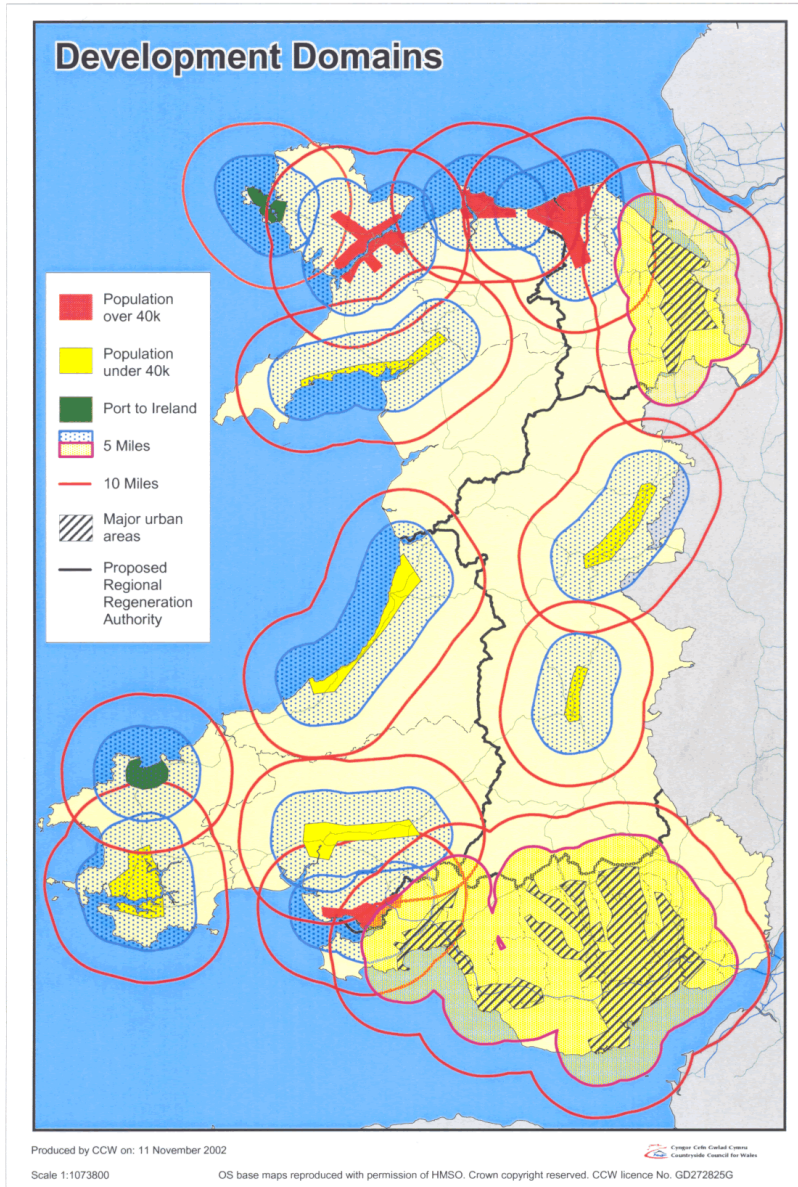 Development Domains
Population
over 40k
Population
under 40k
Port to Ireland
5 Miles
10 Miles
Major urban
areas
Proposed
Regional
Regeneration
Authority
Produced by CCW on: 11 November 2002
Cyngor Cefn Gwlad Cymru
Countryside Council for Wales
Scale 1:1073800
OS base maps reproduced with permission of HMSO. Crown copyright reserved. CCW licence No. GD272825G